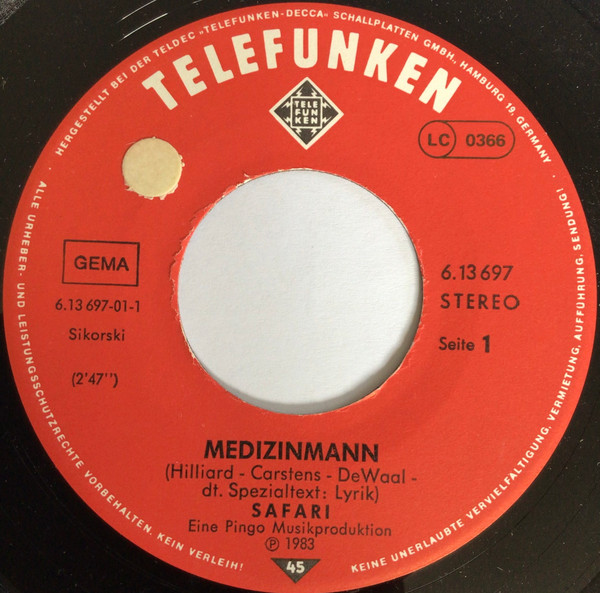 HERGESTELLT BEI DER TELDEC »TELEFUNKEN-DECCA« SCHALLPLATTEN GMBH., HAMBURG 19, GERMANY ·
TELEFUNKEN
TELE
FUN
KEN
LC 0366
GEMA
6.13 697-01-1
Sikorski
(2'47")
6.13 697
STEREO
Seite 1
MEDIZINMANN
(Hilliard - Carstens - DeWaal -
dt. Spezialtext: Lyrik)
SAFARI
Eine Pingo Musikproduktion
℗ 1983
45
ALLE URHEBER- UND LEISTUNGSSCHUTZRECHTE VORBEHALTEN. KEIN VERLEIH!
KEINE UNERLAUBTE VERVIELFÄLTIGUNG, VERMIETUNG, AUFFÜHRUNG, SENDUNG!